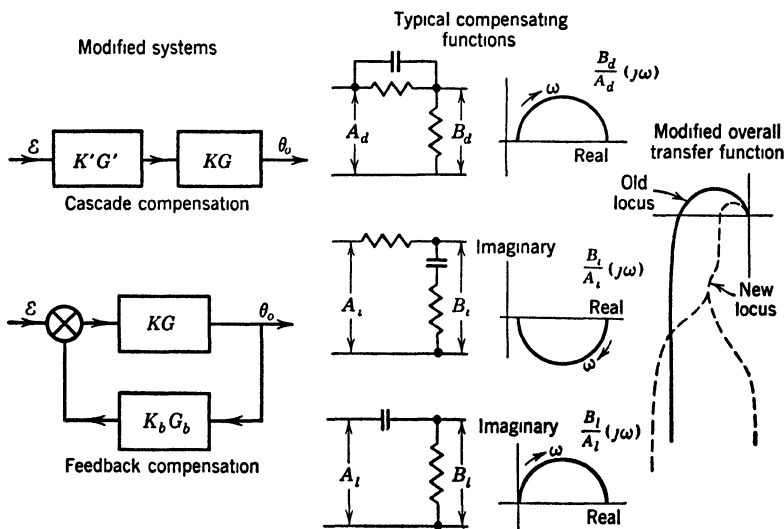 Modified systems
Typical compensating
functions
ε
K'G'
KG
θₒ
Cascade compensation
ε
KG
θₒ
K_bG_b
Feedback compensation
A_d
B_d
ω
B_d/A_d (jω)
Real
A_i
B_i
Imaginary
B_i/A_i (jω)
Real
ω
A_l
B_l
Imaginary
ω
B_l/A_l (jω)
Real
Modified overall
transfer function
Old
locus
New
locus